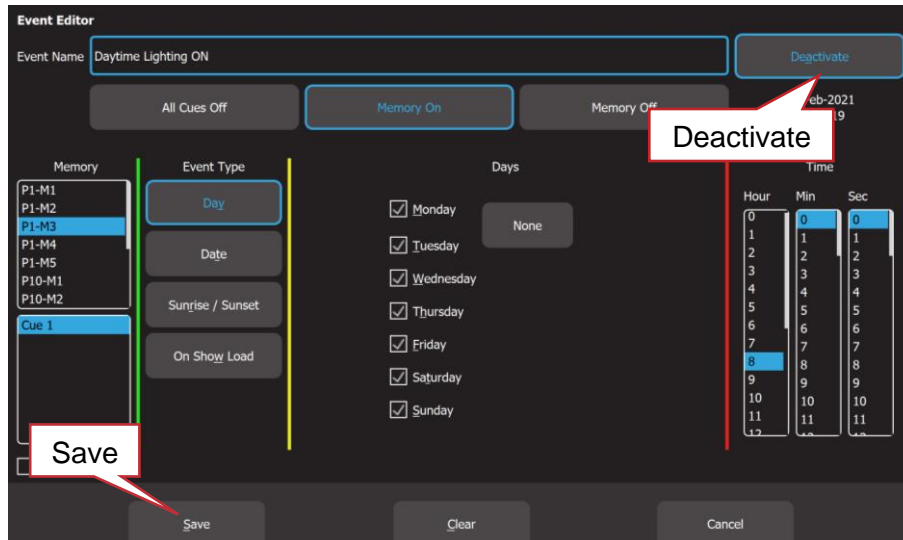 Event Editor
Event Name Daytime Lighting ON Deactivate
All Cues Off Memory On Memory Off
eb-2021
19
Deactivate
Memory Event Type Days Time
P1-M1
P1-M2
P1-M3
P1-M4
P1-M5
P10-M1
P10-M2
Cue 1
Day
Date
Sunrise / Sunset
On Show Load
Monday
Tuesday
Wednesday
Thursday
Friday
Saturday
Sunday
None
Hour Min Sec
0 0 0
1 1 1
2 2 2
3 3 3
4 4 4
5 5 5
6 6 6
7 7 7
8 8 8
9 9 9
10 10 10
11 11 11
Save
Save Clear Cancel